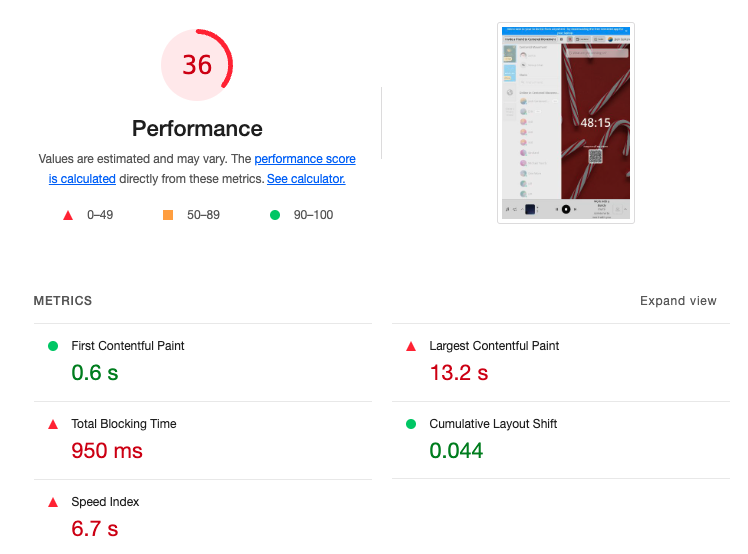 36
Performance
Values are estimated and may vary. The performance score
is calculated directly from these metrics. See calculator.
0–49
50–89
90–100
48:15
METRICS
Expand view
First Contentful Paint
0.6 s
Largest Contentful Paint
13.2 s
Total Blocking Time
950 ms
Cumulative Layout Shift
0.044
Speed Index
6.7 s